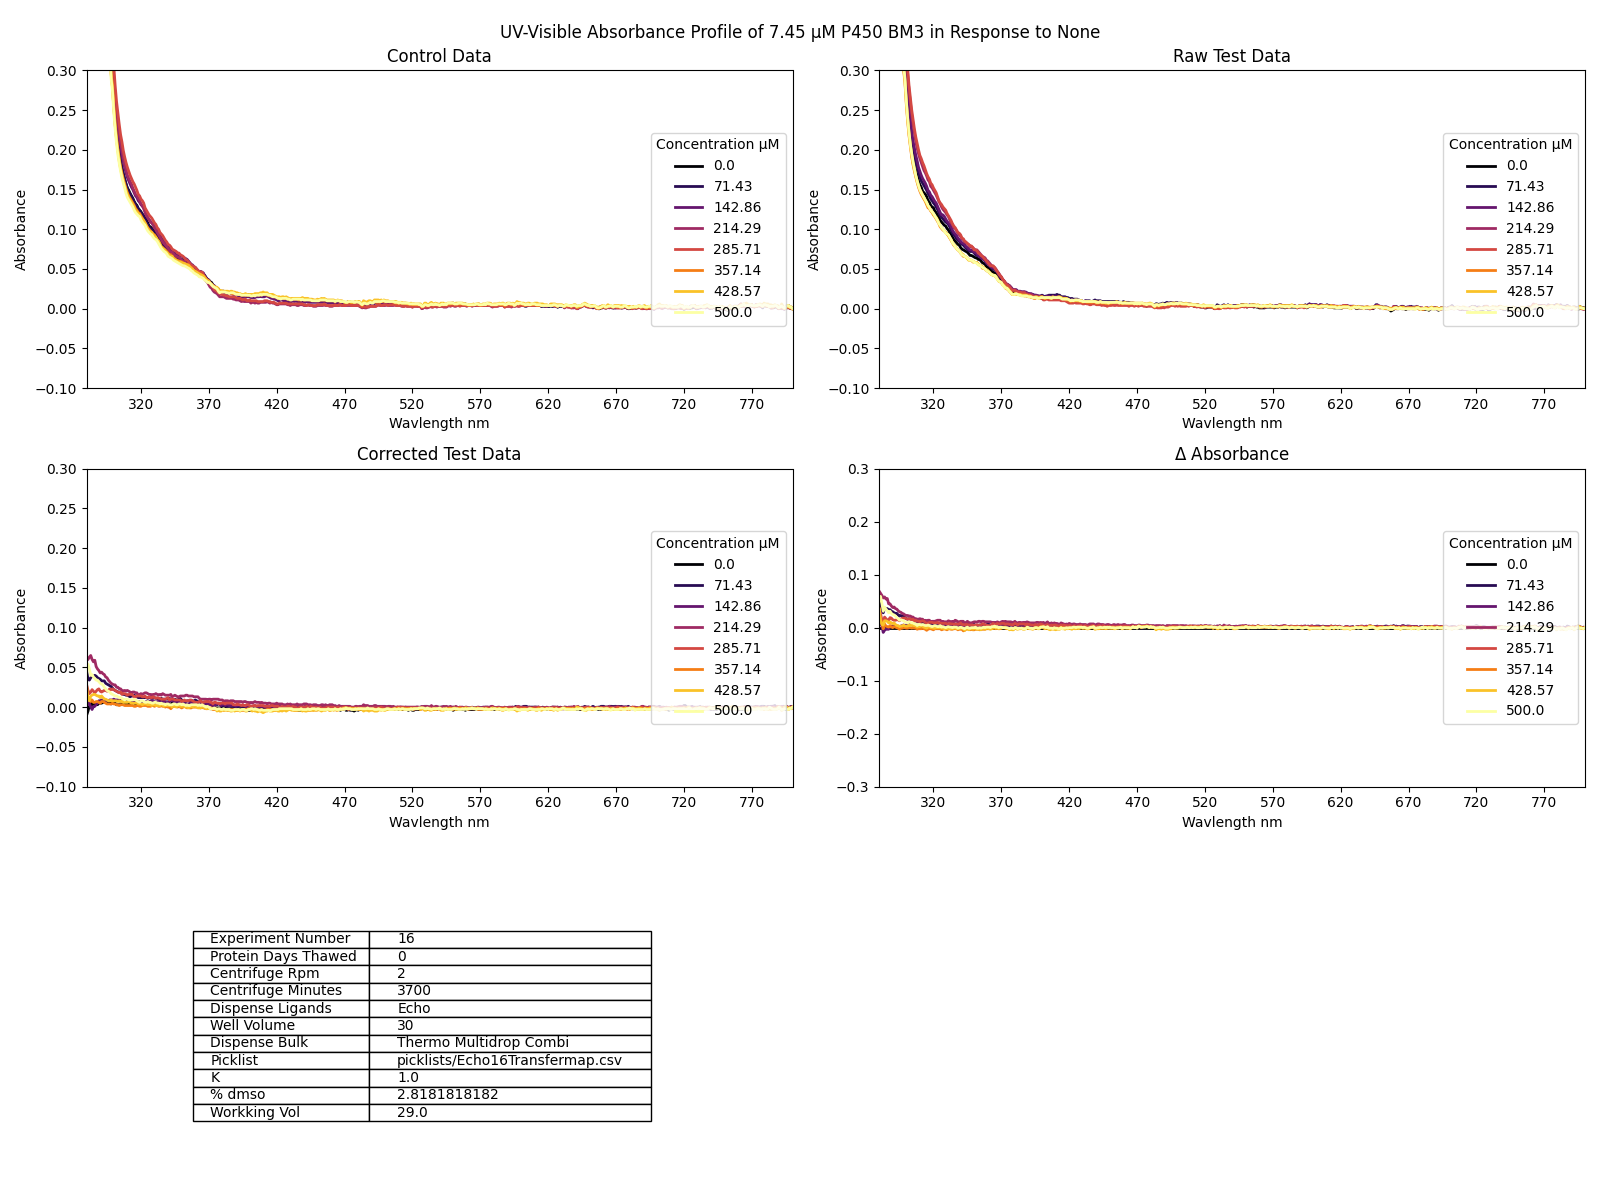 UV-Visible Absorbance Profile of 7.45 µM P450 BM3 in Response to None
Control Data
0.30
0.25
0.20
0.15
0.10
0.05
0.00
−0.05
−0.10
Absorbance
320 370 420 470 520 570 620 670 720 770
Wavlength nm
Concentration µM
0.0
71.43
142.86
214.29
285.71
357.14
428.57
500.0
Raw Test Data
0.30
0.25
0.20
0.15
0.10
0.05
0.00
−0.05
−0.10
Absorbance
320 370 420 470 520 570 620 670 720 770
Wavlength nm
Concentration µM
0.0
71.43
142.86
214.29
285.71
357.14
428.57
500.0
Corrected Test Data
0.30
0.25
0.20
0.15
0.10
0.05
0.00
−0.05
−0.10
Absorbance
320 370 420 470 520 570 620 670 720 770
Wavlength nm
Concentration µM
0.0
71.43
142.86
214.29
285.71
357.14
428.57
500.0
Δ Absorbance
0.3
0.2
0.1
0.0
−0.1
−0.2
−0.3
Absorbance
320 370 420 470 520 570 620 670 720 770
Wavlength nm
Concentration µM
0.0
71.43
142.86
214.29
285.71
357.14
428.57
500.0
Experiment Number 16
Protein Days Thawed 0
Centrifuge Rpm 2
Centrifuge Minutes 3700
Dispense Ligands Echo
Well Volume 30
Dispense Bulk Thermo Multidrop Combi
Picklist picklists/Echo16Transfermap.csv
K 1.0
% dmso 2.8181818182
Workking Vol 29.0